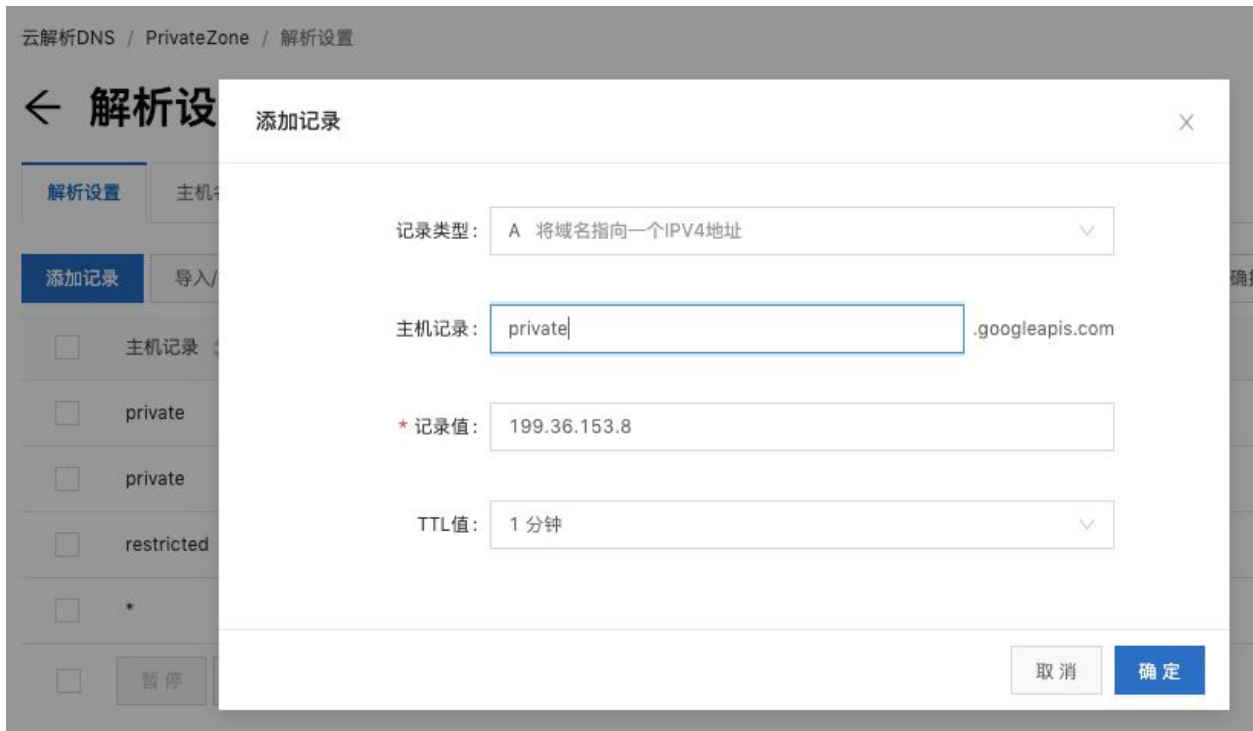 云解析DNS / PrivateZone / 解析设置
← 解析设
添加记录
解析设置 主机
记录类型： A 将域名指向一个IPV4地址
添加记录 导入/
主机记录： private .googleapis.com
主机记录
private
* 记录值： 199.36.153.8
private
TTL值： 1 分钟
restricted
*
暂停
取消 确定